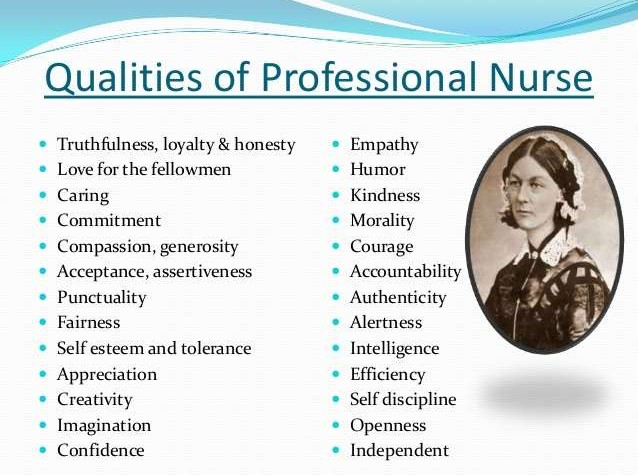 Qualities of Professional Nurse
Truthfulness, loyalty & honesty
Love for the fellowmen
Caring
Commitment
Compassion, generosity
Acceptance, assertiveness
Punctuality
Fairness
Self esteem and tolerance
Appreciation
Creativity
Imagination
Confidence
Empathy
Humor
Kindness
Morality
Courage
Accountability
Authenticity
Alertness
Intelligence
Efficiency
Self discipline
Openness
Independent